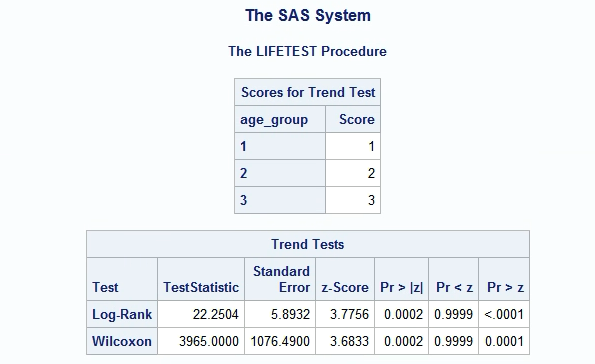 The SAS System
The LIFETEST Procedure
Scores for Trend Test
age_group Score
1 1
2 2
3 3
Trend Tests
Test TestStatistic Standard Error z-Score Pr > |z| Pr < z Pr > z
Log-Rank 22.2504 5.8932 3.7756 0.0002 0.9999 <.0001
Wilcoxon 3965.0000 1076.4900 3.6833 0.0002 0.9999 0.0001